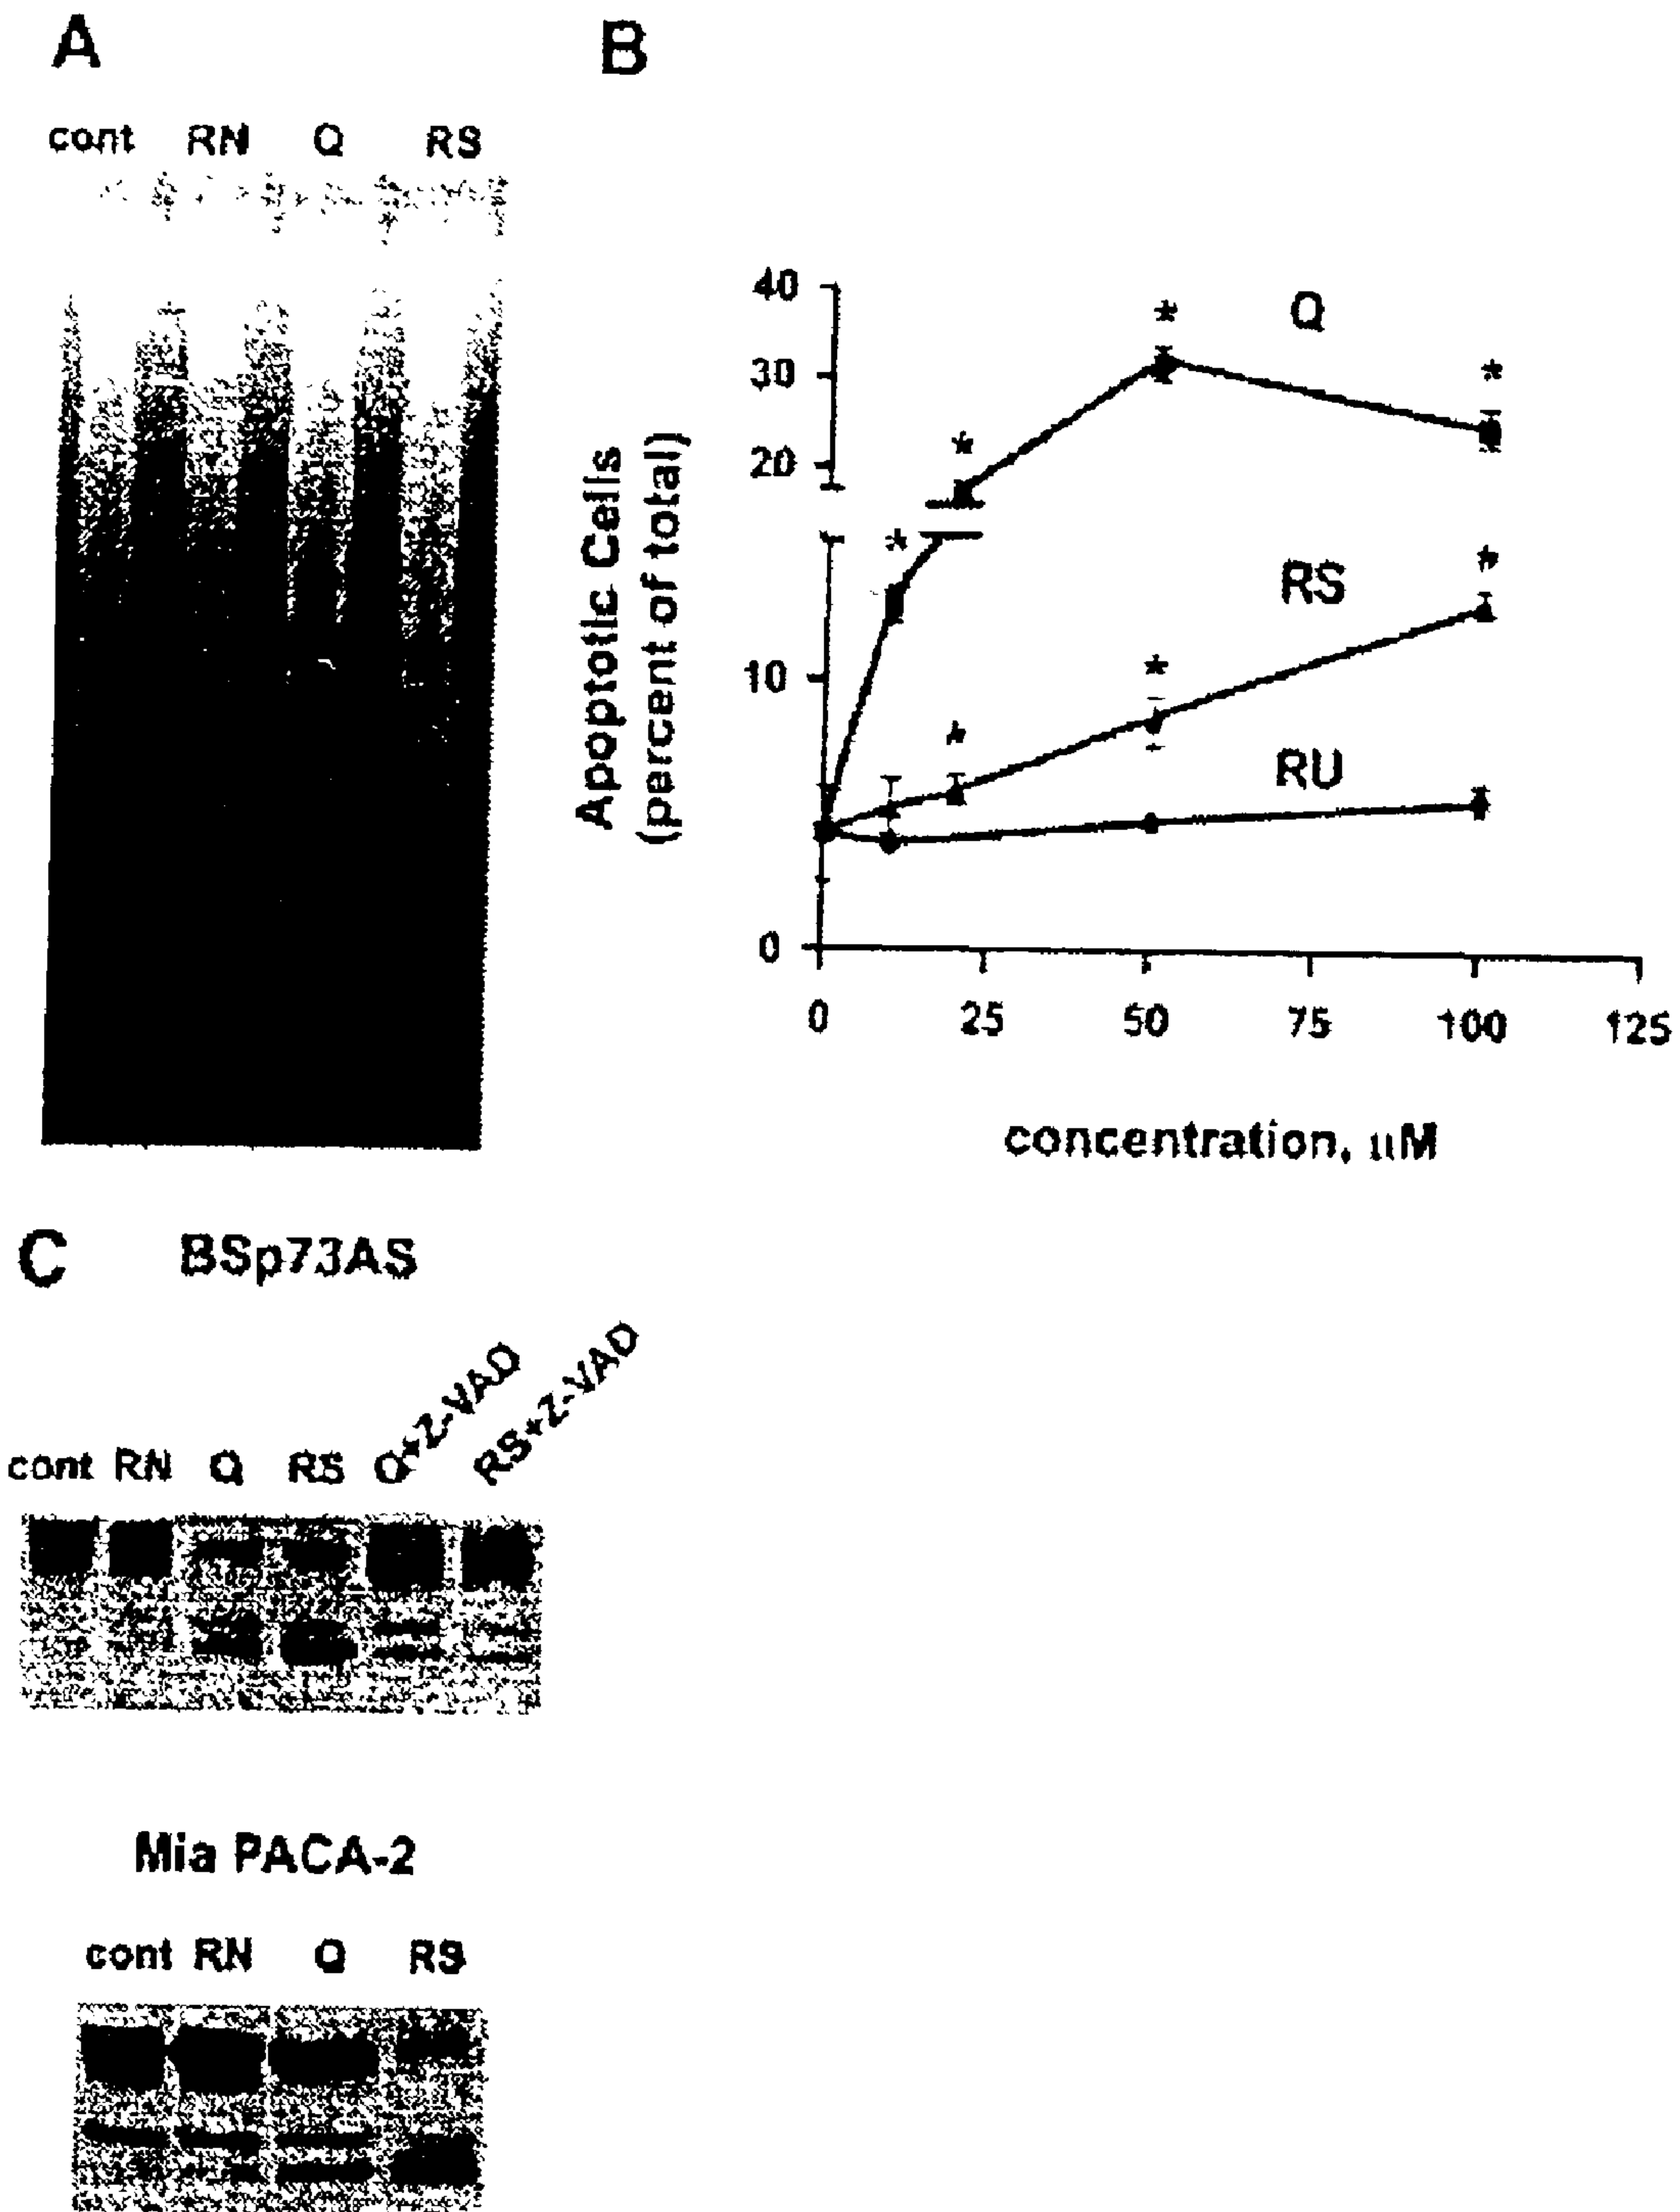 A
cont RN Q RS
B
40
30
20
10
0
Apoptotic Cells
(percent of total)
* * * *
Q
* * *
RS
RU
0 25 50 75 100 125
concentration, µM
C BSp73AS
cont RN Q RS Q+Z-VAD RS+Z-VAD
Mia PACA-2
cont RN Q RS